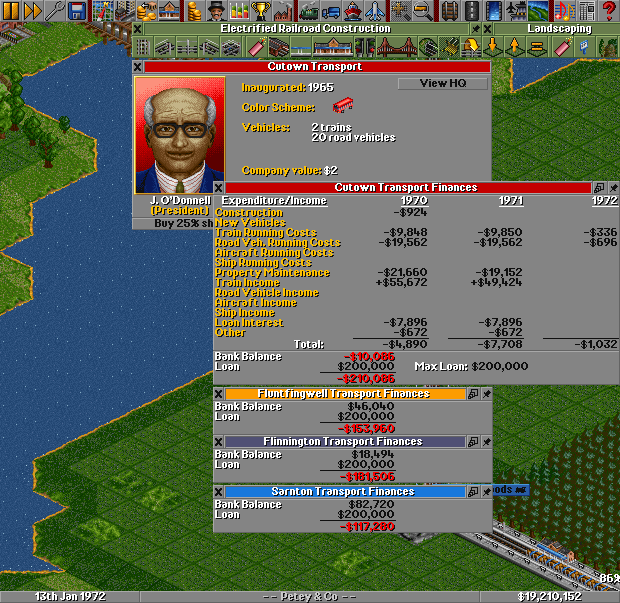 Electrified Railroad Construction
Landscaping
Cutown Transport
Inaugurated: 1965
View HQ
Color Scheme:
Vehicles: 2 trains
20 road vehicles
Company value: $2
J. O'Donnell
(President)
Buy 25% sh
Cutown Transport Finances
Expenditure/Income 1970 1971 1972
Construction -$924
New Vehicles
Train Running Costs -$9,848 -$9,850 -$336
Road Veh. Running Costs -$19,562 -$19,562 -$696
Aircraft Running Costs
Ship Running Costs
Property Maintenance -$21,660 -$19,152
Train Income +$55,672 +$49,424
Road Vehicle Income
Aircraft Income
Ship Income
Loan Interest -$7,896 -$7,896
Other -$672 -$672
Total: -$4,890 -$7,708 -$1,032
Bank Balance -$10,086
Loan $200,000 Max Loan: $200,000
-$210,086
Fluntfingwell Transport Finances
Bank Balance $46,040
Loan $200,000
-$153,960
Flinnington Transport Finances
Bank Balance $18,494
Loan $200,000
-$181,506
Sarnton Transport Finances
oods
Bank Balance $82,720
Loan $200,000
-$117,280
86%
13th Jan 1972 -- Petey & Co -- $19,210,152